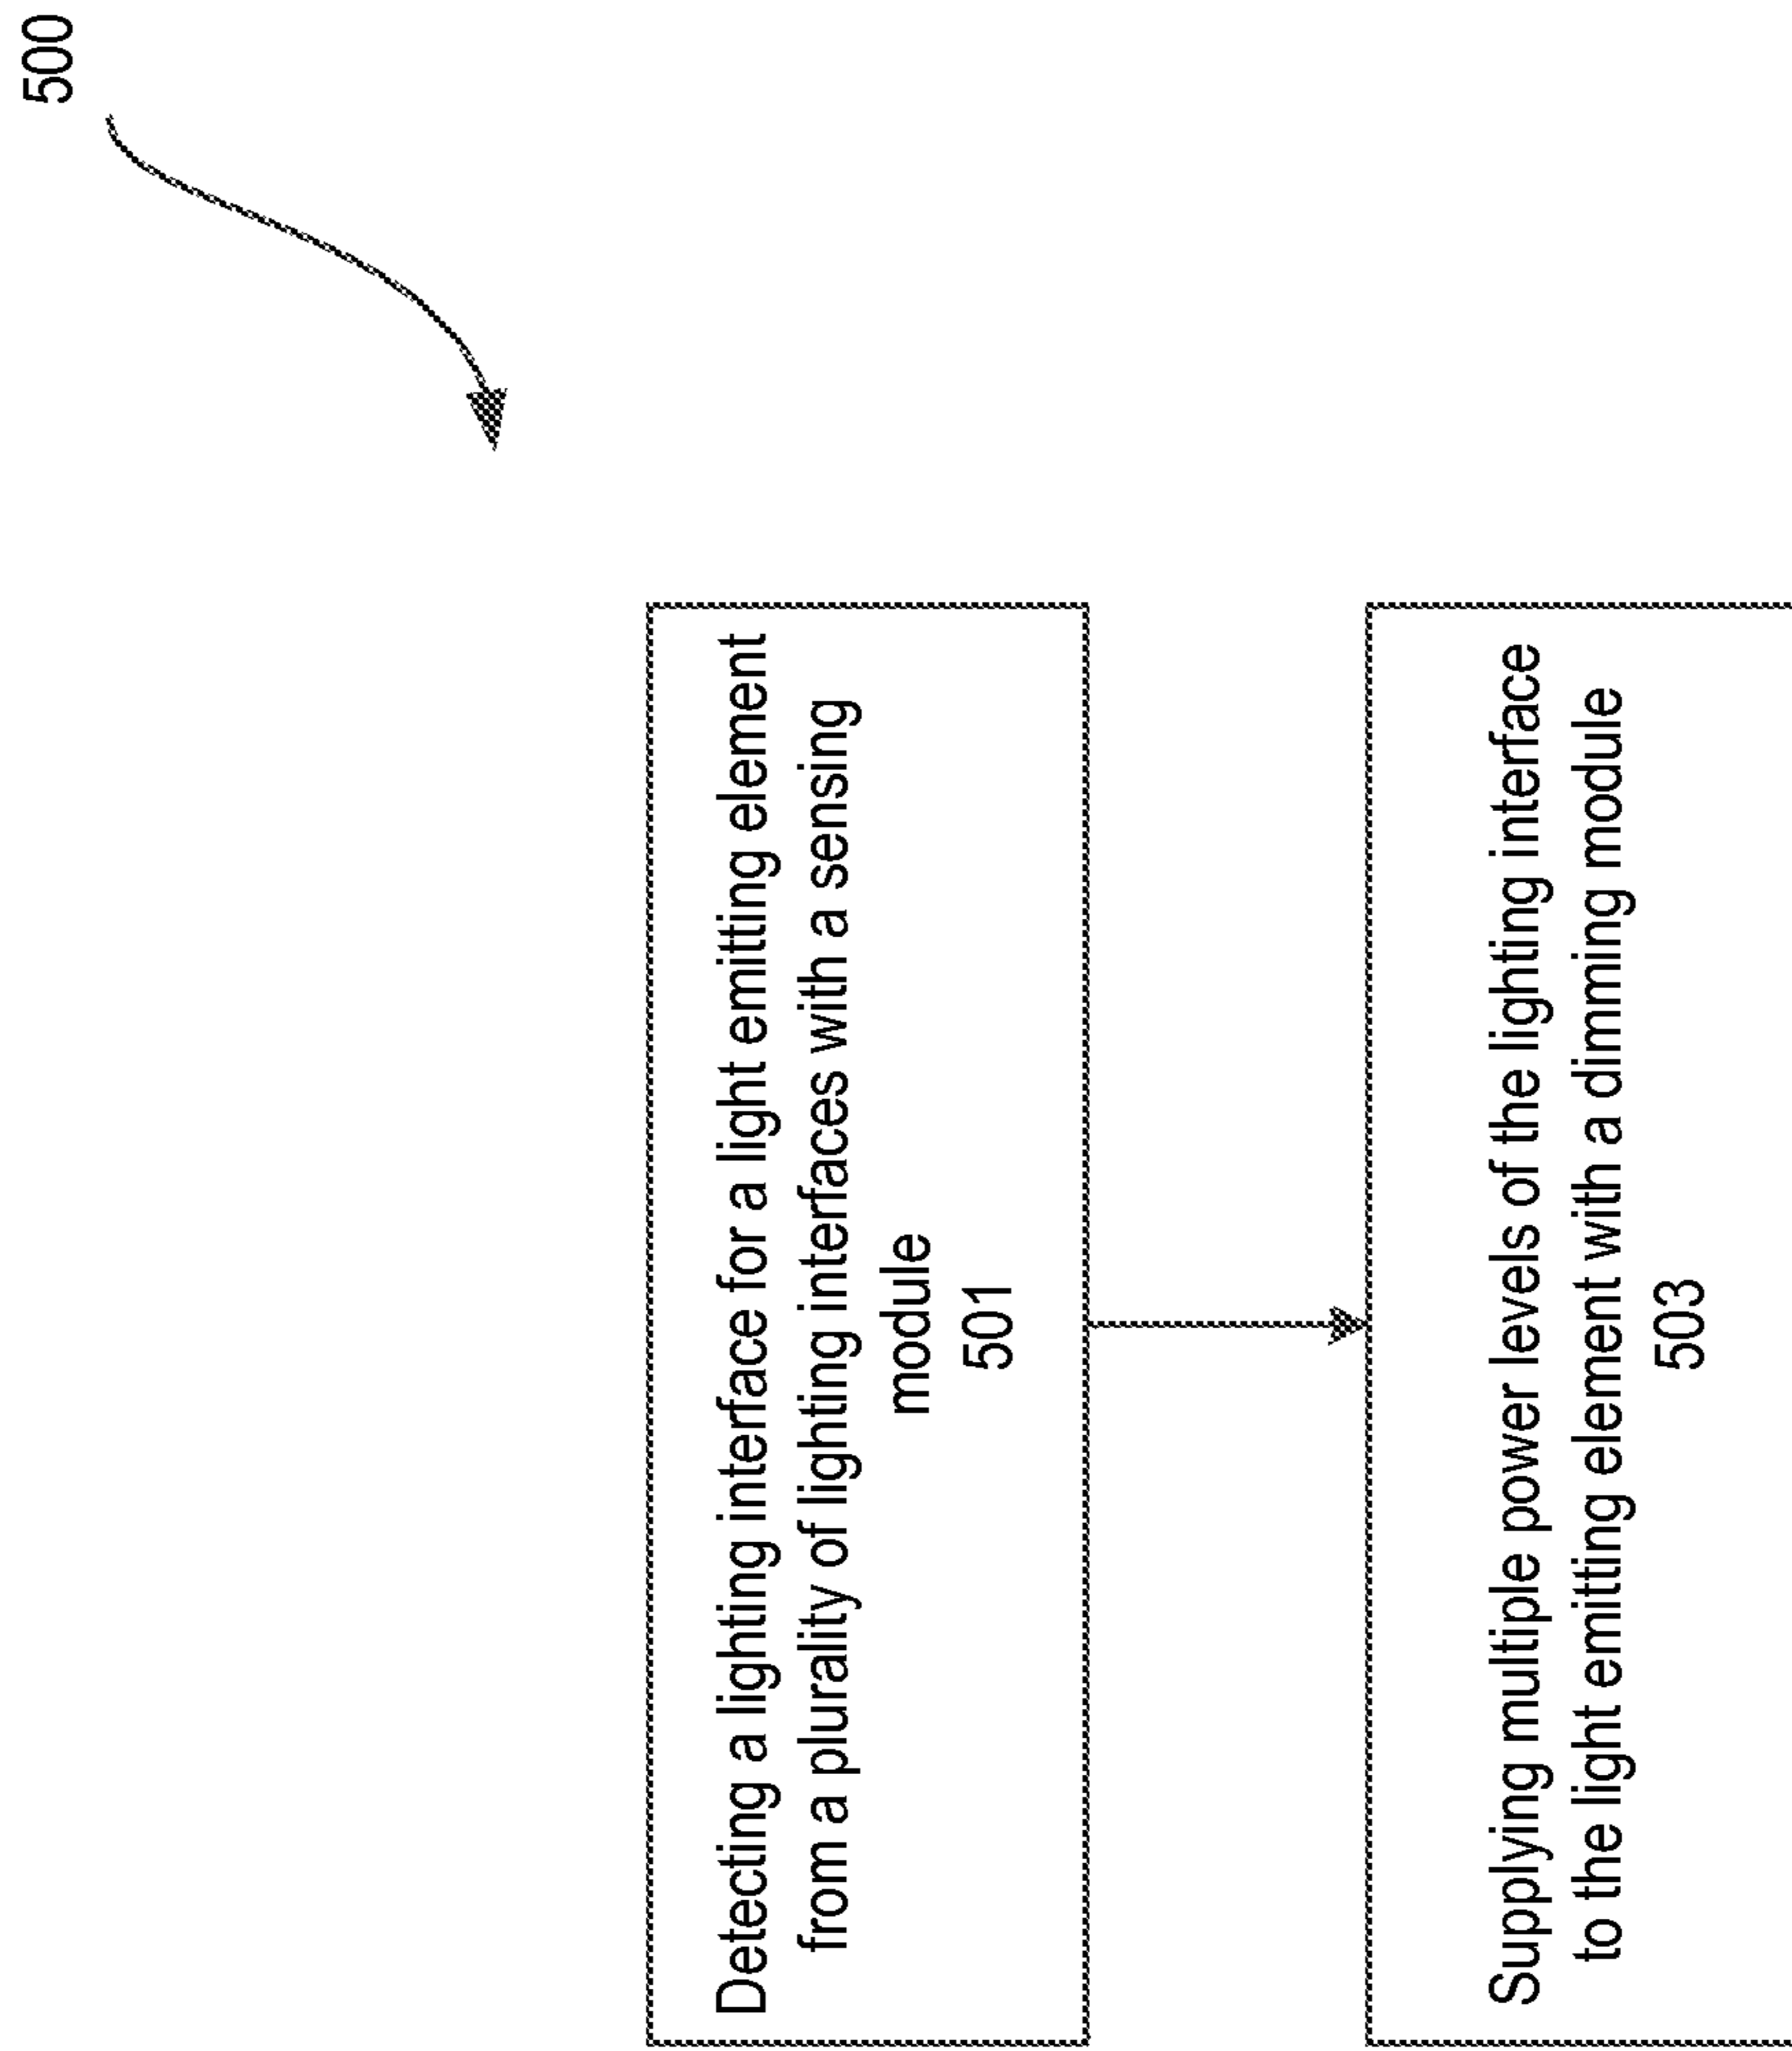 500
Detecting a lighting interface for a light emitting element
from a plurality of lighting interfaces with a sensing
module
501
Supplying multiple power levels of the lighting interface
to the light emitting element with a dimming module
503